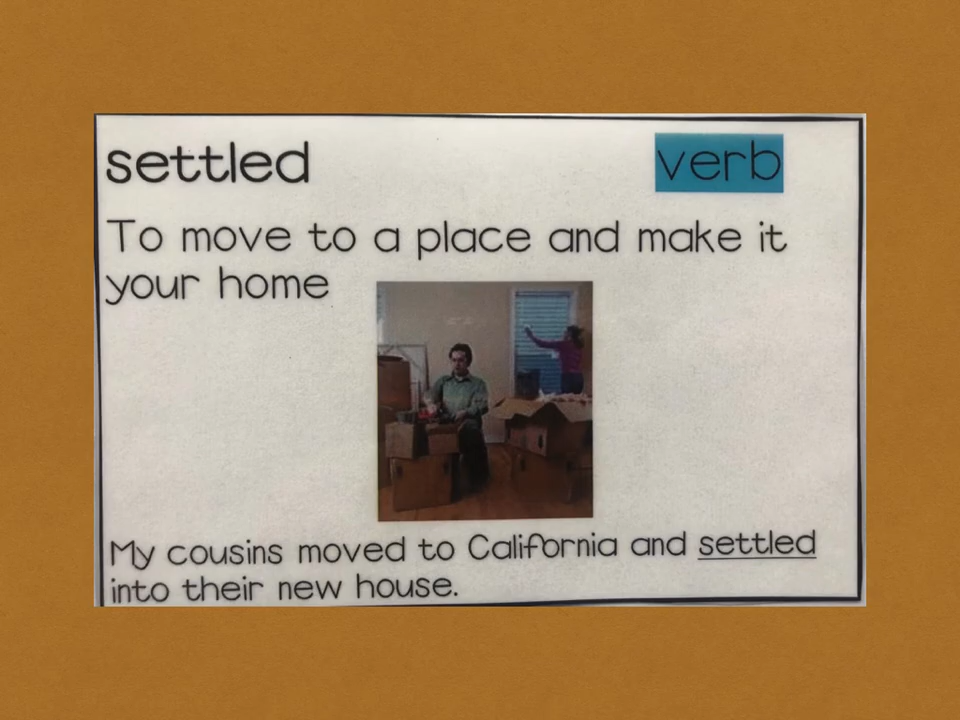 settled
verb
To move to a place and make it
your home
My cousins moved to California and settled
into their new house.